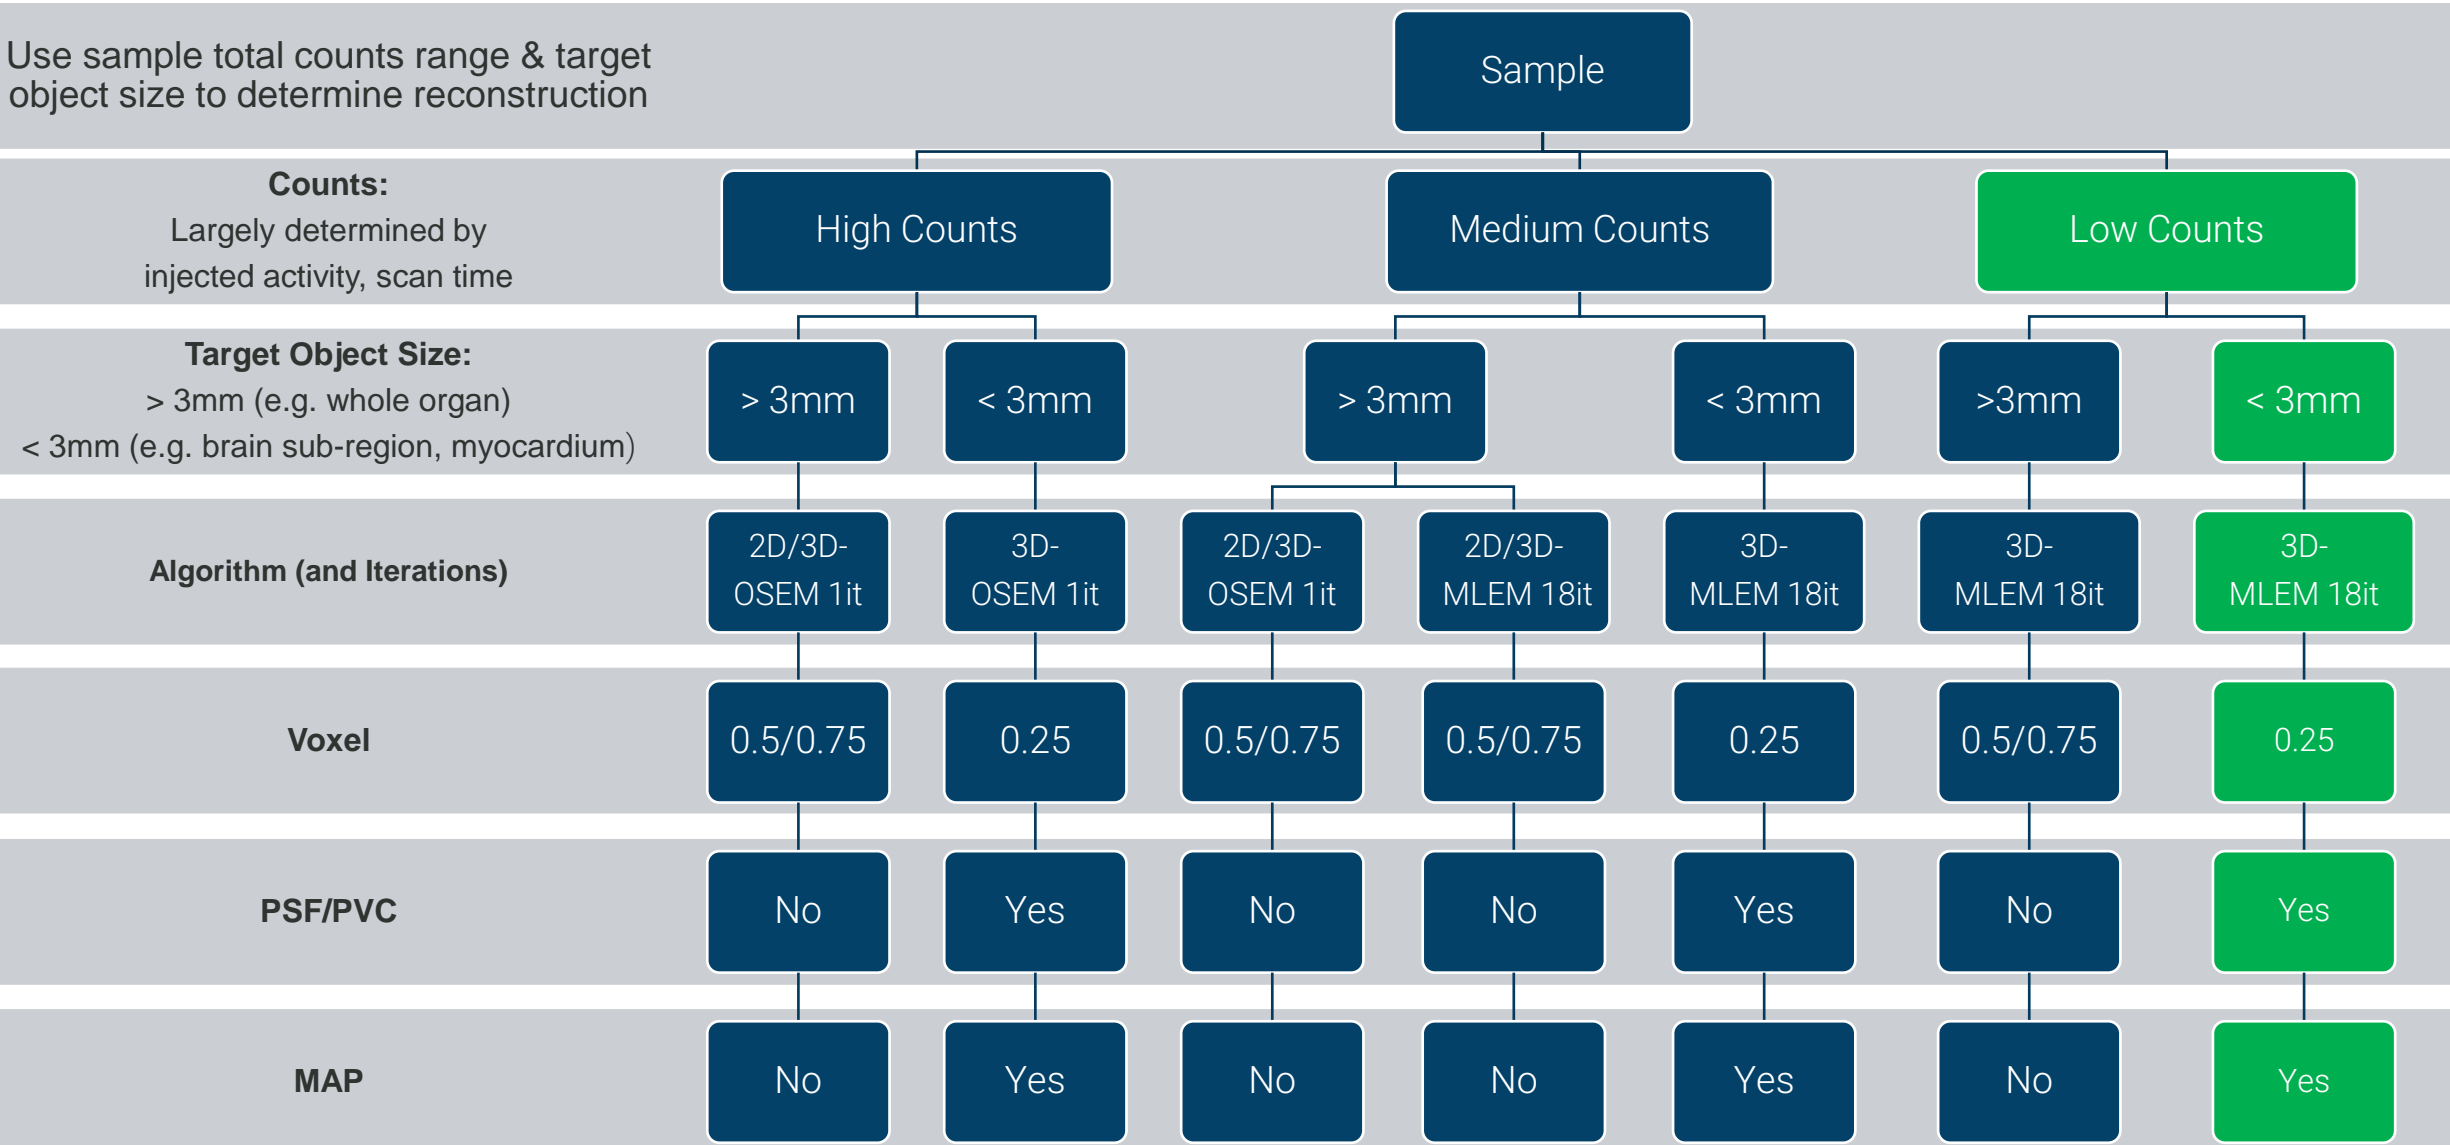 Use sample total counts range & target
object size to determine reconstruction
Sample
Counts:
Largely determined by
injected activity, scan time
High Counts
Medium Counts
Low Counts
Target Object Size:
> 3mm (e.g. whole organ)
< 3mm (e.g. brain sub-region, myocardium)
> 3mm
< 3mm
> 3mm
< 3mm
>3mm
< 3mm
Algorithm (and Iterations)
2D/3D-
OSEM 1it
3D-
OSEM 1it
2D/3D-
OSEM 1it
2D/3D-
MLEM 18it
3D-
MLEM 18it
3D-
MLEM 18it
3D-
MLEM 18it
Voxel
0.5/0.75
0.25
0.5/0.75
0.5/0.75
0.25
0.5/0.75
0.25
PSF/PVC
No
Yes
No
No
Yes
No
Yes
MAP
No
Yes
No
No
Yes
No
Yes